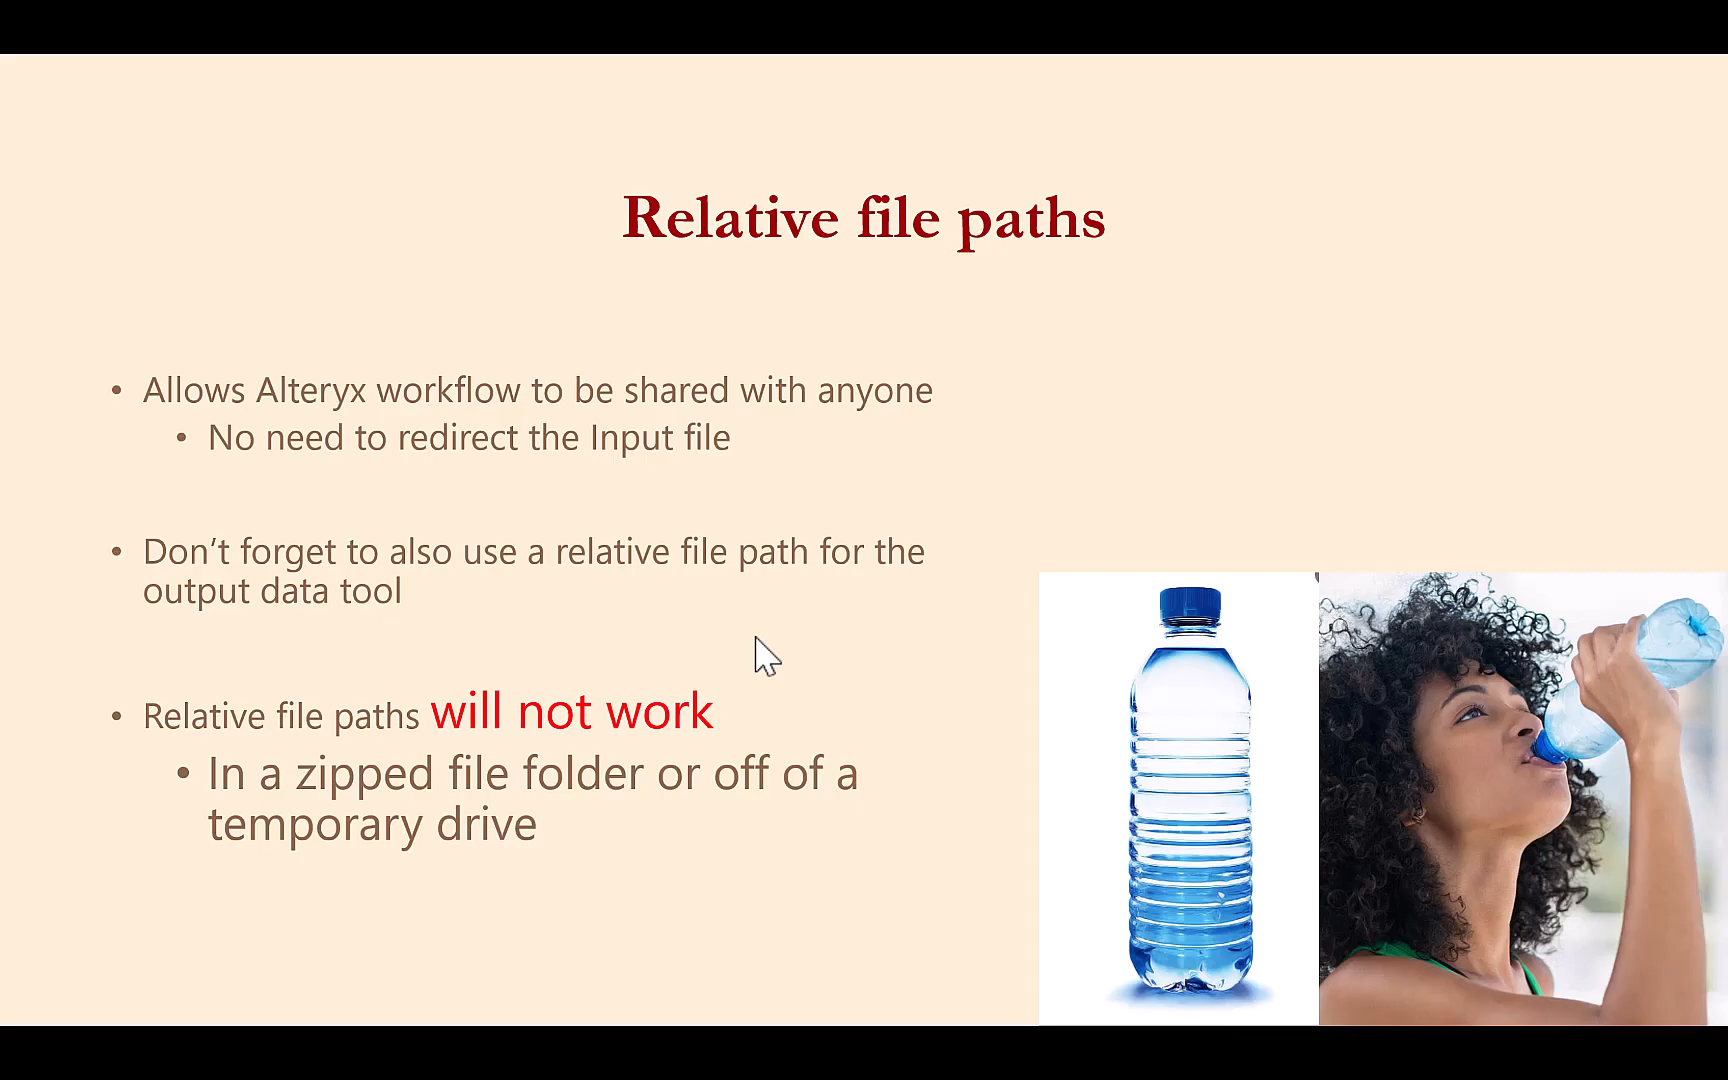 Relative file paths
• Allows Alteryx workflow to be shared with anyone
• No need to redirect the Input file
• Don’t forget to also use a relative file path for the
output data tool
• Relative file paths will not work
• In a zipped file folder or off of a
temporary drive